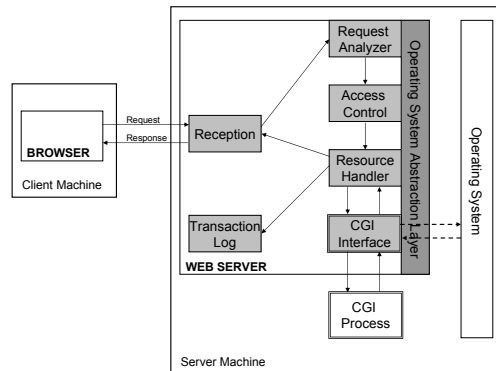 Request
Analyzer
Access
Control
Resource
Handler
CGI
Interface
CGI
Process
Reception
Transaction
Log
WEB SERVER
Server Machine
Request
Response
BROWSER
Client Machine
Operating System Abstraction Layer
Operating System